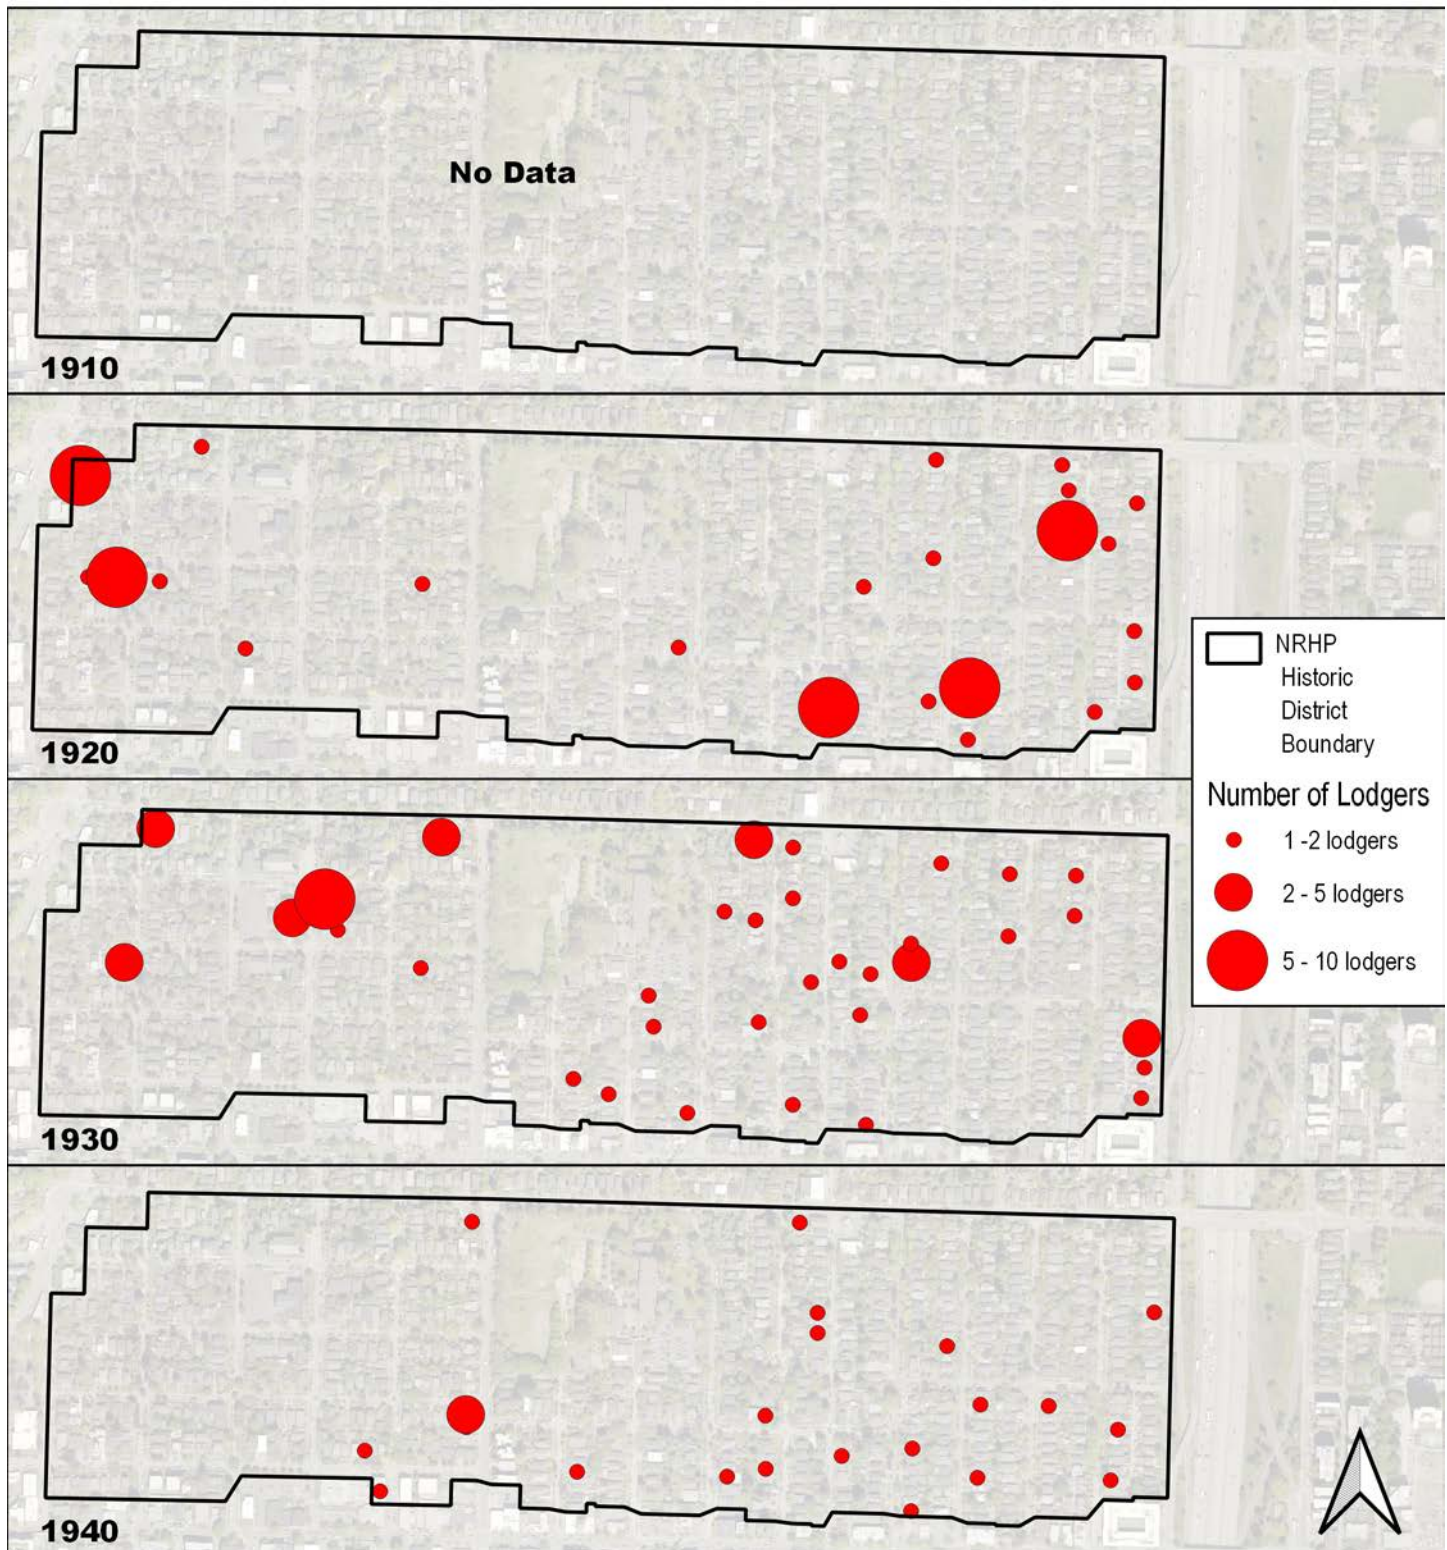 No Data
1910
1920
NRHP
Historic
District
Boundary
Number of Lodgers
1 -2 lodgers
2 - 5 lodgers
5 - 10 lodgers
1930
1940